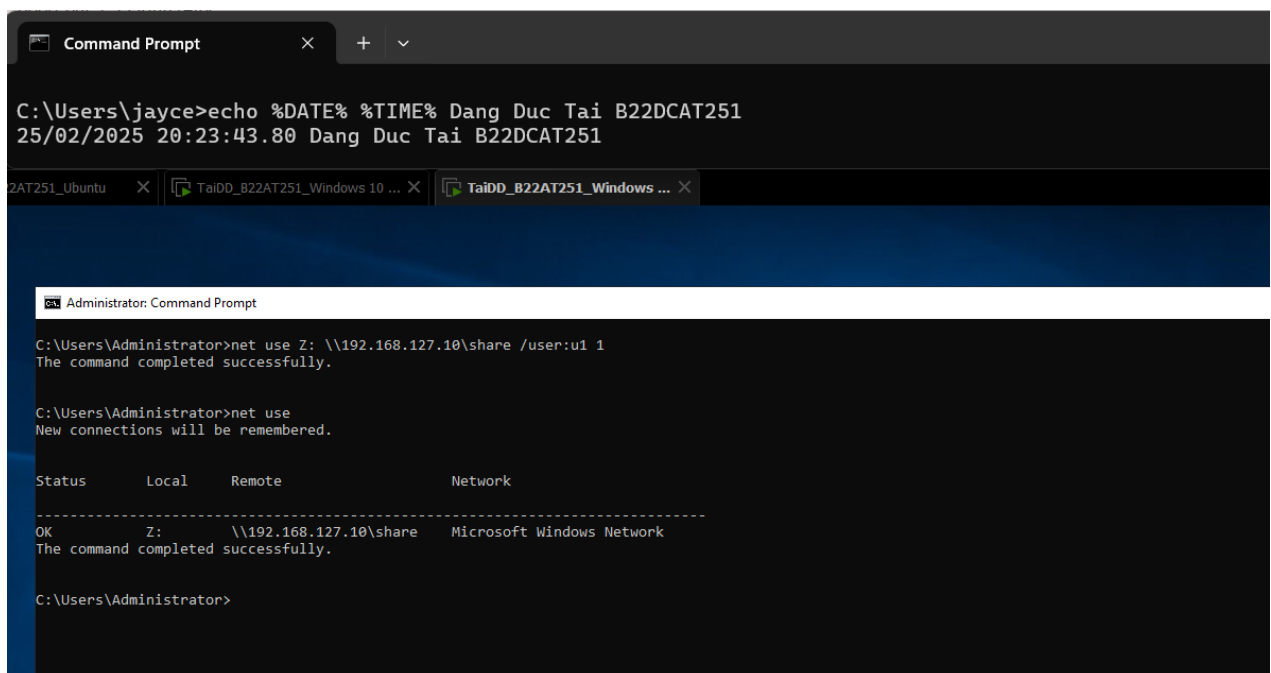 Command Prompt
C:\Users\jayce>echo %DATE% %TIME% Dang Duc Tai B22DCAT251
25/02/2025 20:23:43.80 Dang Duc Tai B22DCAT251
2AT251_Ubuntu TaiDD_B22AT251_Windows 10 ... TaiDD_B22AT251_Windows ...
Administrator: Command Prompt
C:\Users\Administrator>net use Z: \\192.168.127.10\share /user:u1 1
The command completed successfully.
C:\Users\Administrator>net use
New connections will be remembered.
Status Local Remote Network
-------------------------------------------------------------------------------
OK Z: \\192.168.127.10\share Microsoft Windows Network
The command completed successfully.
C:\Users\Administrator>